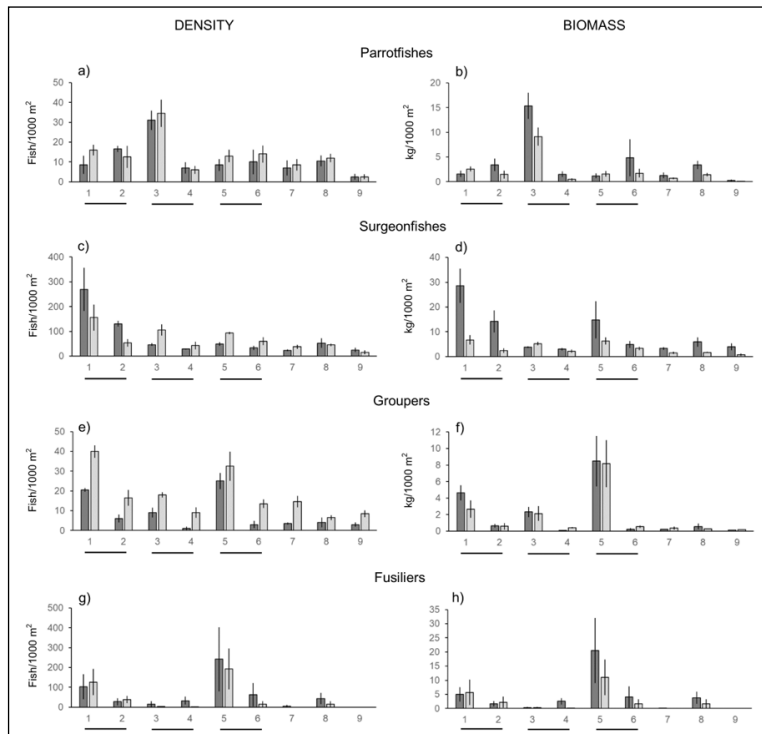 DENSITY BIOMASS
Parrotfishes
a) b)
Fish/1000 m²
50
40
30
20
10
0
1 2 3 4 5 6 7 8 9
kg/1000 m²
20
15
10
5
0
1 2 3 4 5 6 7 8 9
Surgeonfishes
c) d)
Fish/1000 m²
400
300
200
100
0
1 2 3 4 5 6 7 8 9
kg/1000 m²
40
30
20
10
0
1 2 3 4 5 6 7 8 9
Groupers
e) f)
Fish/1000 m²
50
40
30
20
10
0
1 2 3 4 5 6 7 8 9
kg/1000 m²
12
10
8
6
4
2
0
1 2 3 4 5 6 7 8 9
Fusiliers
g) h)
Fish/1000 m²
500
400
300
200
100
0
1 2 3 4 5 6 7 8 9
kg/1000 m²
35
30
25
20
15
10
5
0
1 2 3 4 5 6 7 8 9